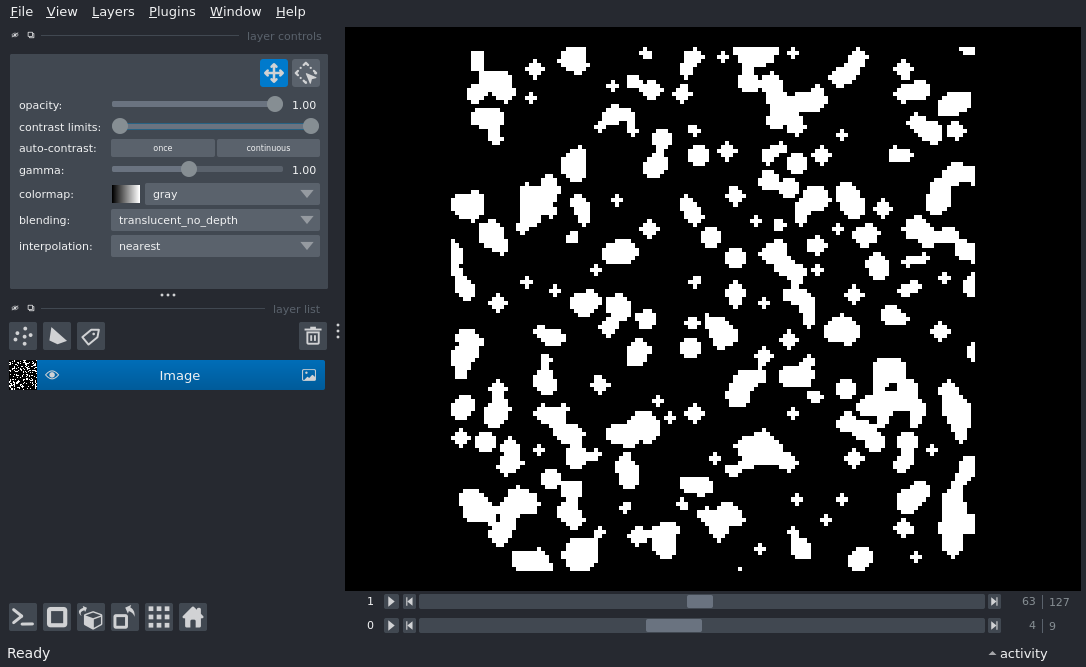 File View Layers Plugins Window Help
layer controls
opacity: 1.00
contrast limits:
auto-contrast: once continuous
gamma: 1.00
colormap: gray
blending: translucent_no_depth
interpolation: nearest
layer list
Image
1 63 127
0 4 9
Ready activity